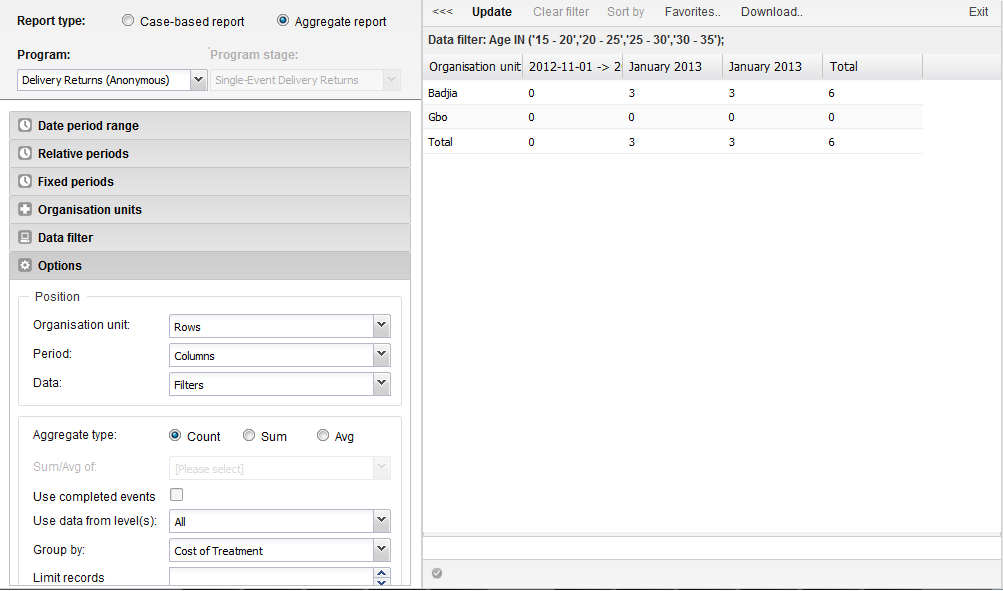 Report type: Case-based report Aggregate report
Program: Program stage:
Delivery Returns (Anonymous) Single-Event Delivery Returns
Date period range
Relative periods
Fixed periods
Organisation units
Data filter
Options
Position
Organisation unit: Rows
Period: Columns
Data: Filters
Aggregate type: Count Sum Avg
Sum/Avg of: [Please select]
Use completed events
Use data from level(s): All
Group by: Cost of Treatment
Limit records
<<< Update Clear filter Sort by Favorites.. Download.. Exit
Data filter: Age IN ('15 - 20','20 - 25','25 - 30','30 - 35');
Organisation unit 2012-11-01 -> 2 January 2013 January 2013 Total
Badjia 0 3 3 6
Gbo 0 0 0 0
Total 0 3 3 6